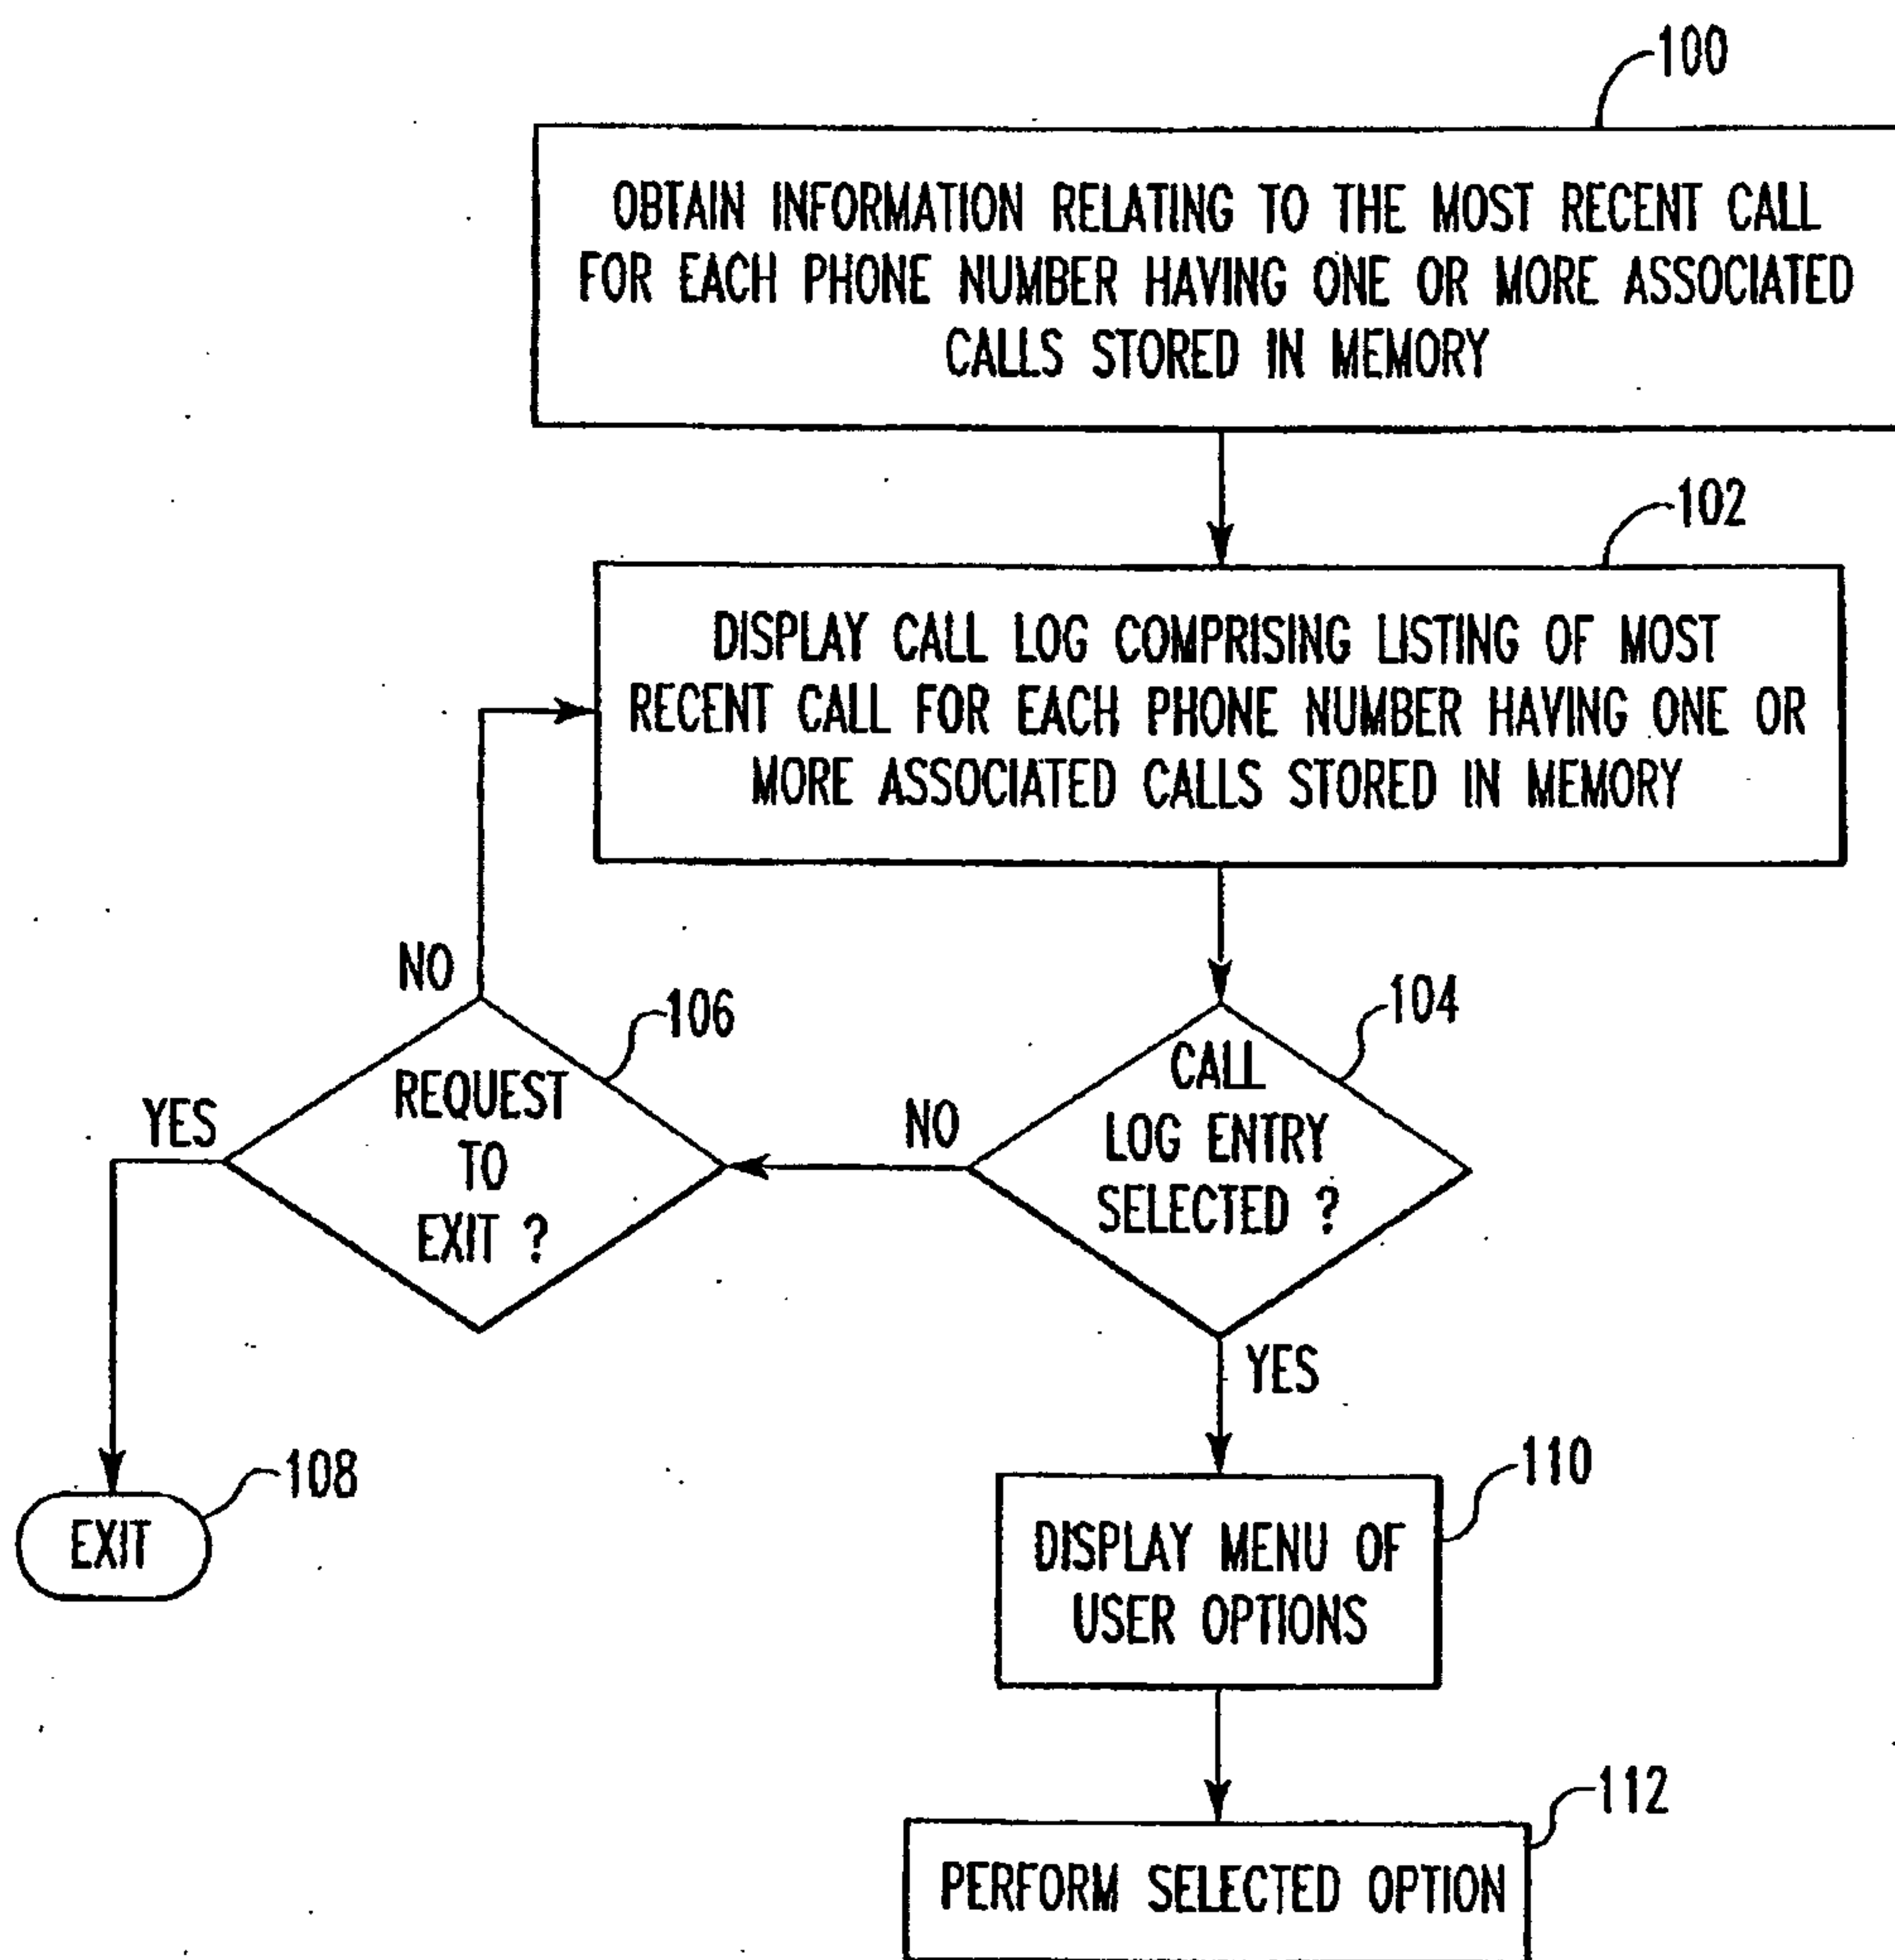 100
OBTAIN INFORMATION RELATING TO THE MOST RECENT CALL
FOR EACH PHONE NUMBER HAVING ONE OR MORE ASSOCIATED
CALLS STORED IN MEMORY
102
DISPLAY CALL LOG COMPRISING LISTING OF MOST
RECENT CALL FOR EACH PHONE NUMBER HAVING ONE OR
MORE ASSOCIATED CALLS STORED IN MEMORY
NO
106
REQUEST
TO
EXIT ?
YES
104
CALL
LOG ENTRY
SELECTED ?
NO
YES
108
EXIT
110
DISPLAY MENU OF
USER OPTIONS
112
PERFORM SELECTED OPTION